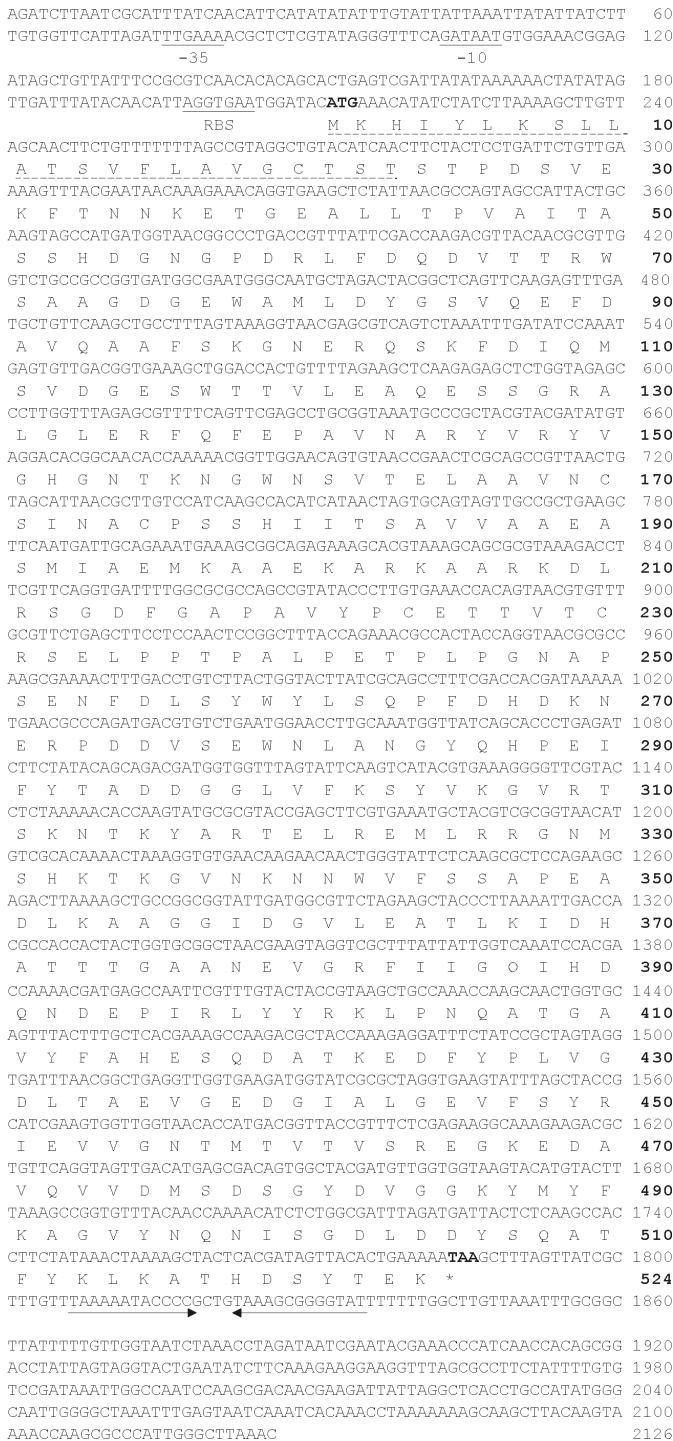 AGATCTTAATCGCATTTATCAACATTCATATATATTTGTATTATTAAATTATATTATCTT 60
TGTGGTTCATTAGATTTGAAAACGCTCTCGTATAGGGTTTCAGATAATGTGGAAACGGAG 120
-35 -10
ATAGCTGTTATTTCCGCGTCAACACACAGCACTGAGTCGATTATATAAAAAACTATATAG 180
TTGATTTATACAACATTAGGTGAATGGATACATGAAACATATCTATCTTAAAAGCTTGTT 240
RBS M K H I Y L K S L L 10
AGCAACTTCTGTTTTTTTAGCCGTAGGCTGTACATCAACTTCTACTCCTGATTCTGTTGA 300
A T S V F L A V G C T S T S T P D S V E 30
AAAGTTTACGAATAACAAAGAAACAGGTGAAGCTCTATTAACGCCAGTAGCCATTACTGC 360
K F T N N K E T G E A L L T P V A I T A 50
AAGTAGCCATGATGGTAACGGCCCTGACCGTTTATTCGACCAAGACGTTACAACGCGTTG 420
S S H D G N G P D R L F D Q D V T T R W 70
GTCTGCCGCCGGTGATGGCGAATGGGCAATGCTAGACTACGGCTCAGTTCAAGAGTTTGA 480
S A A G D G E W A M L D Y G S V Q E F D 90
TGCTGTTCAAGCTGCCTTTAGTAAAGGTAACGAGCGTCAGTCTAAATTTGATATCCAAAT 540
A V Q A A F S K G N E R Q S K F D I Q M 110
GAGTGTTGACGGTGAAAGCTGGACCACTGTTTTAGAAGCTCAAGAGAGCTCTGGTAGAGC 600
S V D G E S W T T V L E A Q E S S G R A 130
CCTTGGTTTAGAGCGTTTTCAGTTCGAGCCTGCGGTAAATGCCCGCTACGTACGATATGT 660
L G L E R F Q F E P A V N A R Y V R Y V 150
AGGACACGGCAACACCAAAAACGGTTGGAACAGTGTAACCGAACTCGCAGCCGTTAACTG 720
G H G N T K N G W N S V T E L A A V N C 170
TAGCATTAACGCTTGTCCATCAAGCCACATCATAACTAGTGCAGTAGTTGCCGCTGAAGC 780
S I N A C P S S H I I T S A V V A A E A 190
TTCAATGATTGCAGAAATGAAAGCGGCAGAGAAAGCACGTAAAGCAGCGCGTAAAGACCT 840
S M I A E M K A A E K A R K A A R K D L 210
TCGTTCAGGTGATTTTGGCGCGCCAGCCGTATACCCTTGTGAAACCACAGTAACGTGTTT 900
R S G D F G A P A V Y P C E T T V T C 230
GCGTTCTGAGCTTCCTCCAACTCCGGCTTTACCAGAAACGCCACTACCAGGTAACGCGCC 960
R S E L P P T P A L P E T P L P G N A P 250
AAGCGAAAACTTTGACCTGTCTTACTGGTACTTATCGCAGCCTTTCGACCACGATAAAAA 1020
S E N F D L S Y W Y L S Q P F D H D K N 270
TGAACGCCCAGATGACGTGTCTGAATGGAACCTTGCAAATGGTTATCAGCACCCTGAGAT 1080
E R P D D V S E W N L A N G Y Q H P E I 290
CTTCTATACAGCAGACGATGGTGGTTTAGTATTCAAGTCATACGTGAAAGGGGTTCGTAC 1140
F Y T A D D G G L V F K S Y V K G V R T 310
CTCTAAAAACACCAAGTATGCGCGTACCGAGCTTCGTGAAATGCTACGTCGCGGTAACAT 1200
S K N T K Y A R T E L R E M L R R G N M 330
GTCGCACAAAACTAAAGGTGTGAACAAGAACAACTGGGTATTCTCAAGCGCTCCAGAAGC 1260
S H K T K G V N K N N W V F S S A P E A 350
AGACTTAAAAGCTGCCGGCGGTATTGATGGCGTTCTAGAAGCTACCCTTAAAATTGACCA 1320
D L K A A G G I D G V L E A T L K I D H 370
CGCCACCACTACTGGTGCGGCTAACGAAGTAGGTCGCTTTATTATTGGTCAAATCCACGA 1380
A T T T G A A N E V G R F I I G O I H D 390
CCAAAACGATGAGCCAATTCGTTTGTACTACCGTAAGCTGCCAAACCAAGCAACTGGTGC 1440
Q N D E P I R L Y Y R K L P N Q A T G A 410
AGTTTACTTTGCTCACGAAAGCCAAGACGCTACCAAAGAGGATTTCTATCCGCTAGTAGG 1500
V Y F A H E S Q D A T K E D F Y P L V G 430
TGATTTAACGGCTGAGGTTGGTGAAGATGGTATCGCGCTAGGTGAAGTATTTAGCTACCG 1560
D L T A E V G E D G I A L G E V F S Y R 450
CATCGAAGTGGTTGGTAACACCATGACGGTTACCGTTTCTCGAGAAGGCAAAGAAGACGC 1620
I E V V G N T M T V T V S R E G K E D A 470
TGTTCAGGTAGTTGACATGAGCGACAGTGGCTACGATGTTGGTGGTAAGTACATGTACTT 1680
V Q V V D M S D S G Y D V G G K Y M Y F 490
TAAAGCCGGTGTTTACAACCAAAACATCTCTGGCGATTTAGATGATTACTCTCAAGCCAC 1740
K A G V Y N Q N I S G D L D D Y S Q A T 510
CTTCTATAAACTAAAAGCTACTCACGATAGTTACACTGAAAAATAAGCTTTAGTTATCGC 1800
F Y K L K A T H D S Y T E K * 524
TTTGTTTAAAAATACCCCGCTGTAAAGCGGGGTATTTTTTTGGCTTGTTAAATTTGCGGC 1860
TTATTTTTGTTGGTAATCTAAACCTAGATAATCGAATACGAAACCCATCAACCACAGCGG 1920
ACCTATTAGTAGGTACTGAATATCTTCAAAGAAGGAAGGTTTAGCGCCTTCTATTTTGTG 1980
TCCGATAAATTGGCCAATCCAAGCGACAACGAAGATTATTAGGCTCACCTGCCATATGGG 2040
CAATTGGGGCTAAATTTGAGTAATCAAATCACAAACCTAAAAAAAGCAAGCTTACAAGTA 2100
AAACCAAGCGCCCATTGGGCTTAAAC 2126